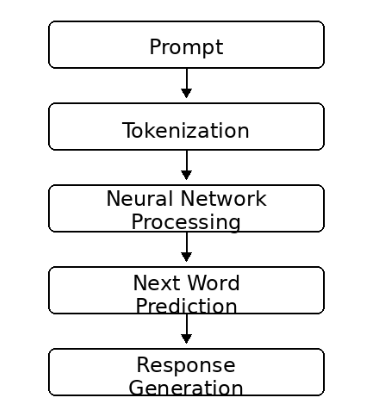 Prompt
Tokenization
Neural Network
Processing
Next Word
Prediction
Response
Generation